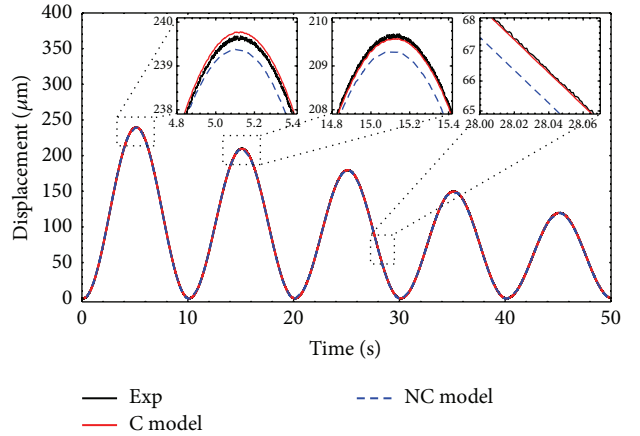 400
350
300
250
200
150
100
50
0
Displacement (μm)
240
239
238
4.8 5 5.2 5.4
210
209
208
14.8 15 15.2 15.4
68
67
66
65
28.00 28.02 28.04 28.06
0 10 20 30 40 50
Time (s)
Exp
C model
NC model